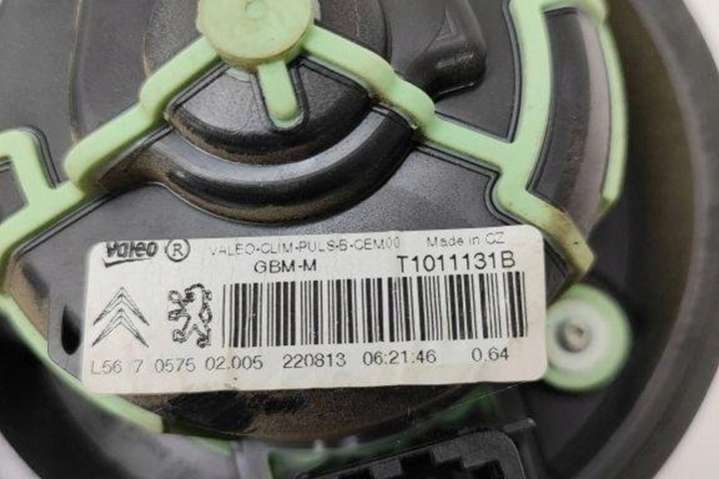 Valeo ® VALEO-CLIM-PULS-B-CEM00 Made in CZ
GBM-M T1011131B
L56 7 0575 02.005 220813 06:21:46 0.64